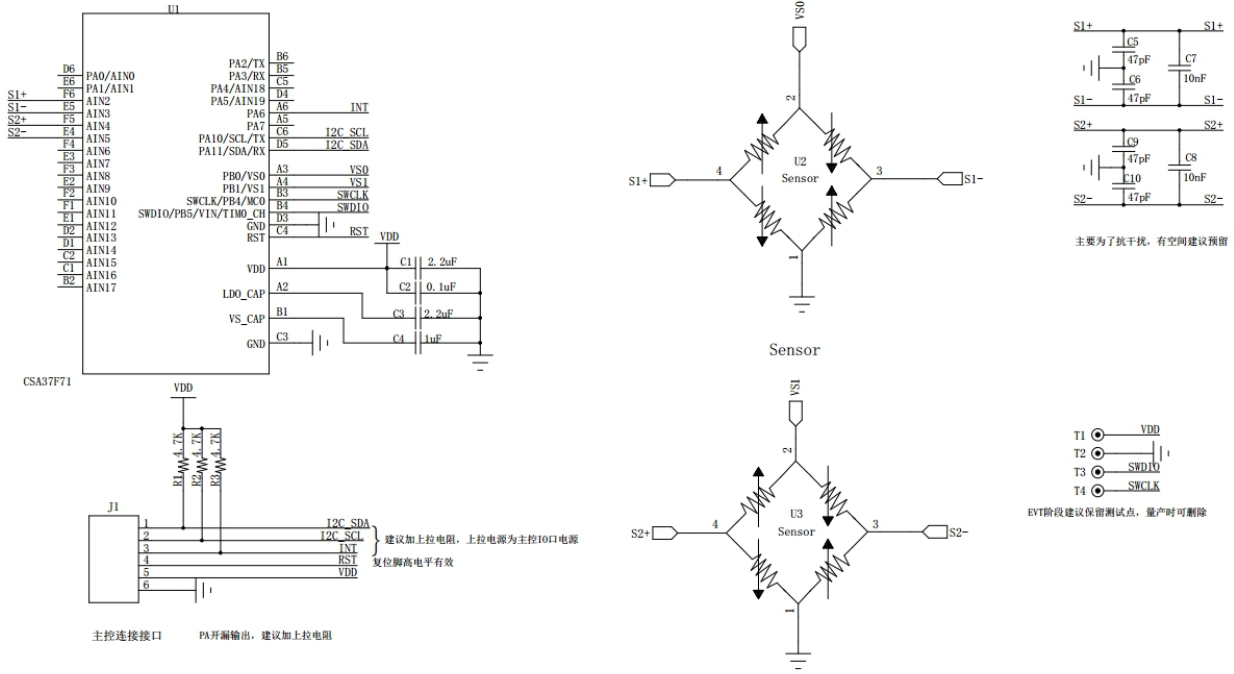 U1
D6 PA0/AIN0
E6 PA1/AIN1
S1+ F6 AIN2
S1- E5 AIN3
S2+ F5 AIN4
S2- E4 AIN5
F4 AIN6
E3 AIN7
F3 AIN8
E2 AIN9
F2 AIN10
F1 AIN11
E1 AIN12
D2 AIN13
D1 AIN14
C2 AIN15
C1 AIN16
B2 AIN17
PA2/TX B6
PA3/RX B5
PA4/AIN18 C5
PA5/AIN19 D4
PA6 A6 INT
PA7 A5
PA10/SCL/TX C6 I2C_SCL
PA11/SDA/RX D5 I2C_SDA
PB0/VS0 A3 VS0
PB1/VS1 A4 VS1
SWCLK/PB4/MCO B3 SWCLK
SWDIO/PB5/VIN/TIM0_CH B4 SWDIO
GND D3
RST C4 RST
VDD
VDD A1 C1 2.2uF
C2 0.1uF
LDO_CAP A2 C3 2.2uF
VS_CAP B1 C4 1uF
GND C3
CSA37F71
VDD
R1 4.7K
R2 4.7K
R3 4.7K
J1
1 I2C_SDA
2 I2C_SCL
3 INT
4 RST
5 VDD
6
建议加上拉电阻，上拉电源为主控IO口电源
复位脚高电平有效
主控连接接口
PA开漏输出，建议加上拉电阻
VS0
2
U2
Sensor
S1+ 4
3 S1-
1
Sensor
VS1
2
U3
Sensor
S2+ 4
3 S2-
1
S1+ S1+
C5
47pF
C7
10nF
C6
47pF
S1- S1-
S2+ S2+
C9
47pF
C8
10nF
C10
47pF
S2- S2-
主要为了抗干扰，有空间建议预留
T1 VDD
T2
T3 SWDIO
T4 SWCLK
EVT阶段建议保留测试点，量产时可删除